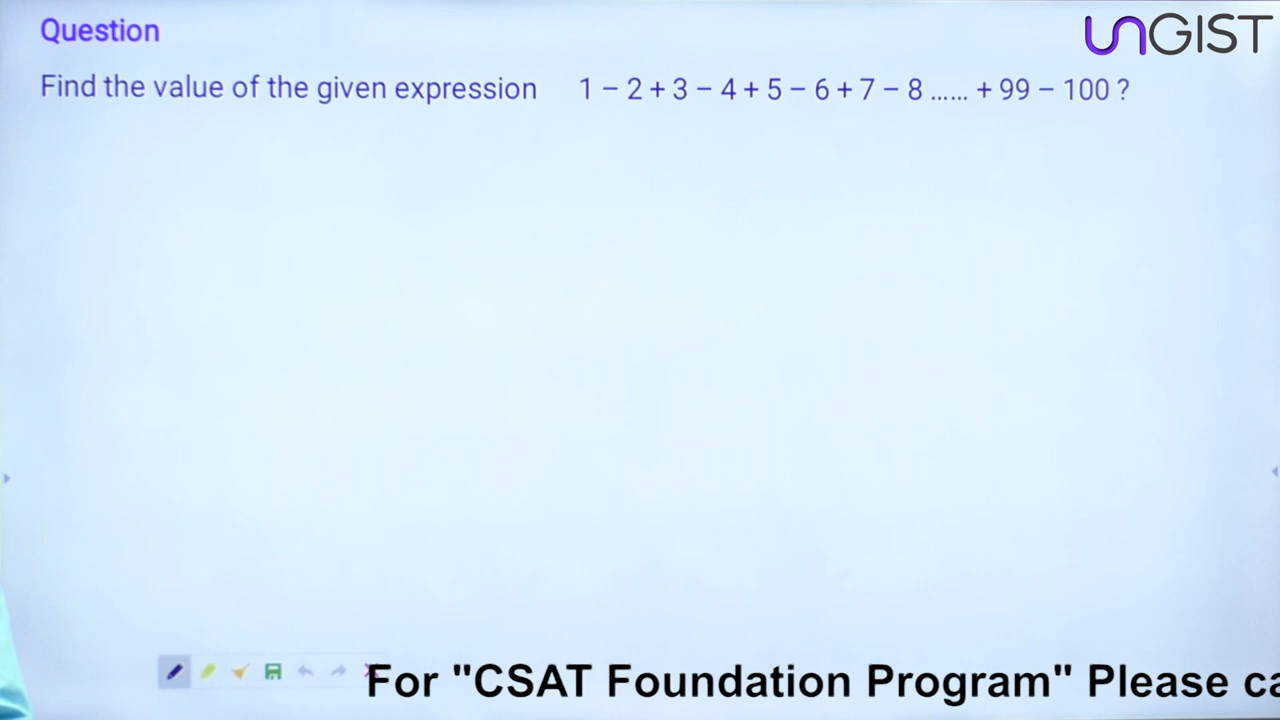 Question
UNGIST
Find the value of the given expression 1 – 2 + 3 – 4 + 5 – 6 + 7 – 8 ...... + 99 – 100 ?
For "CSAT Foundation Program" Please ca